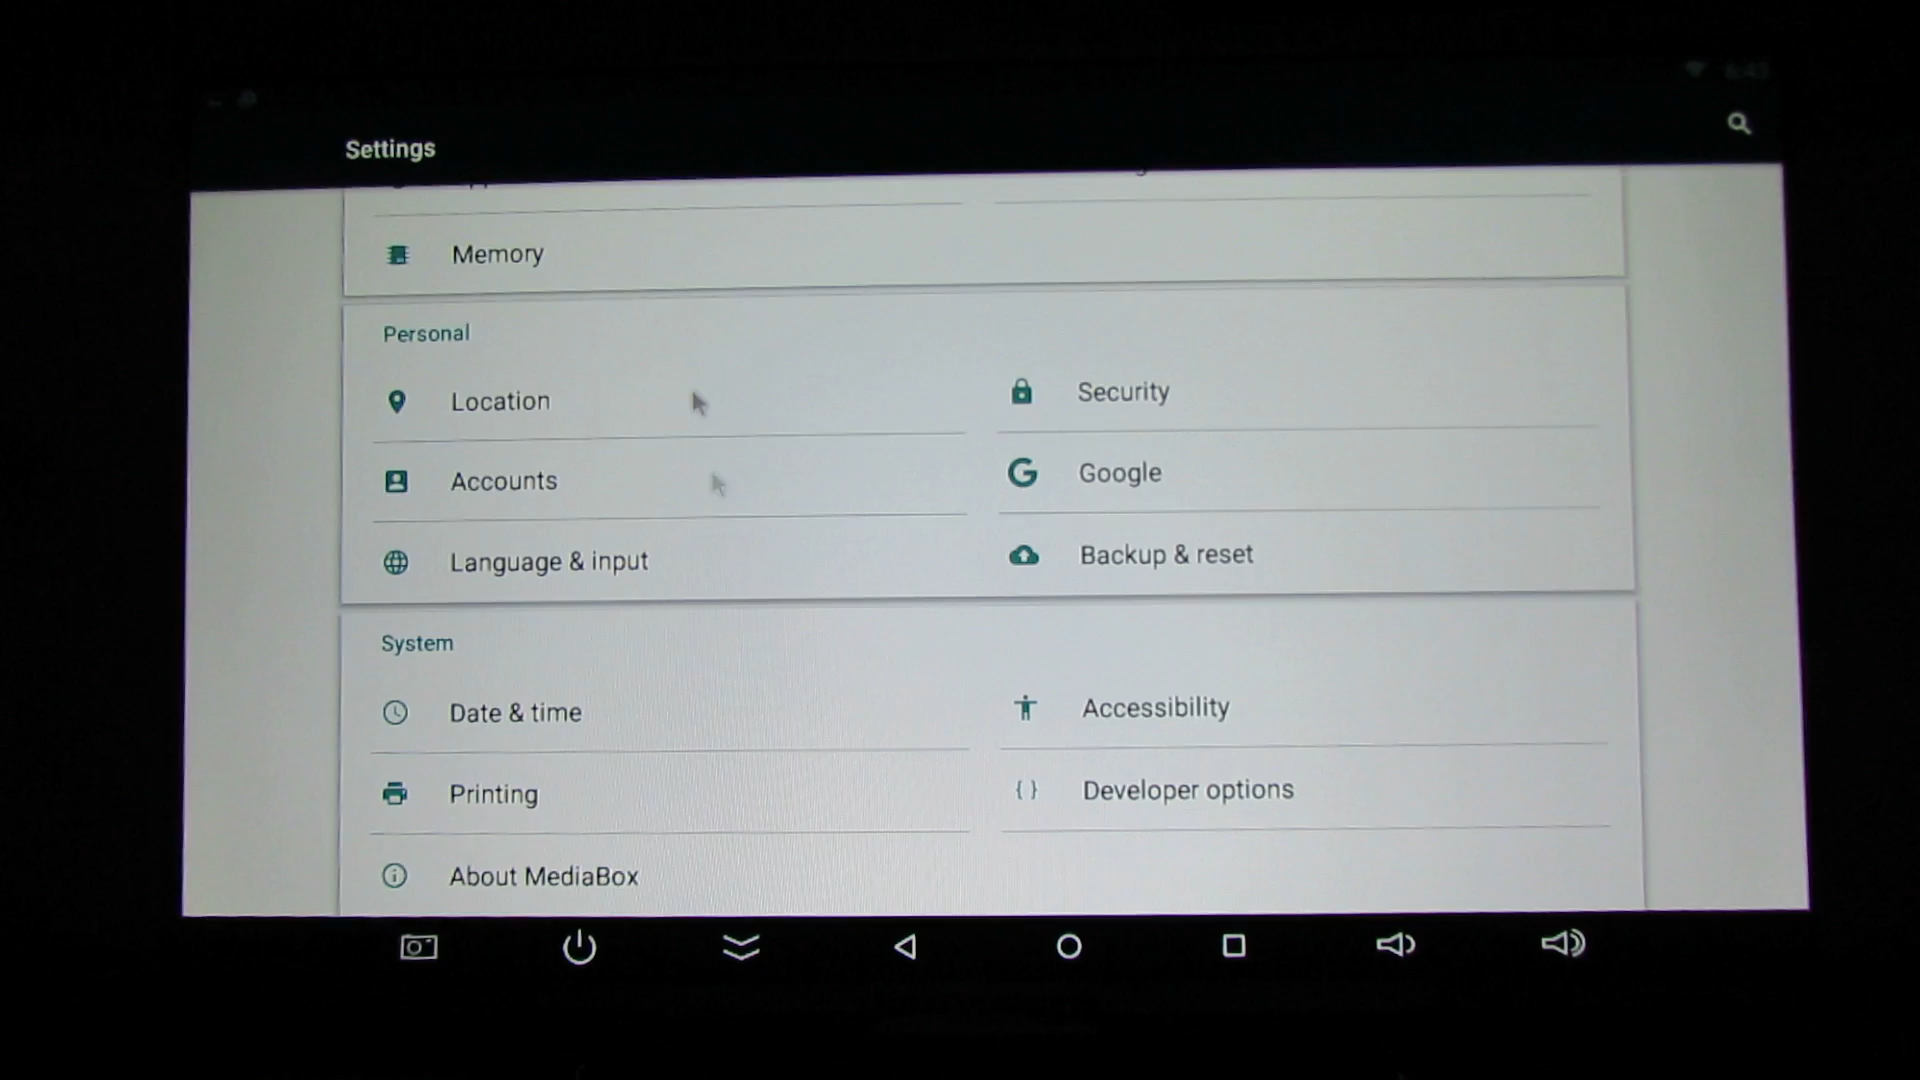 Settings
Memory
Personal
Location
Security
Accounts
Google
Language & input
Backup & reset
System
Date & time
Accessibility
Printing
Developer options
About MediaBox